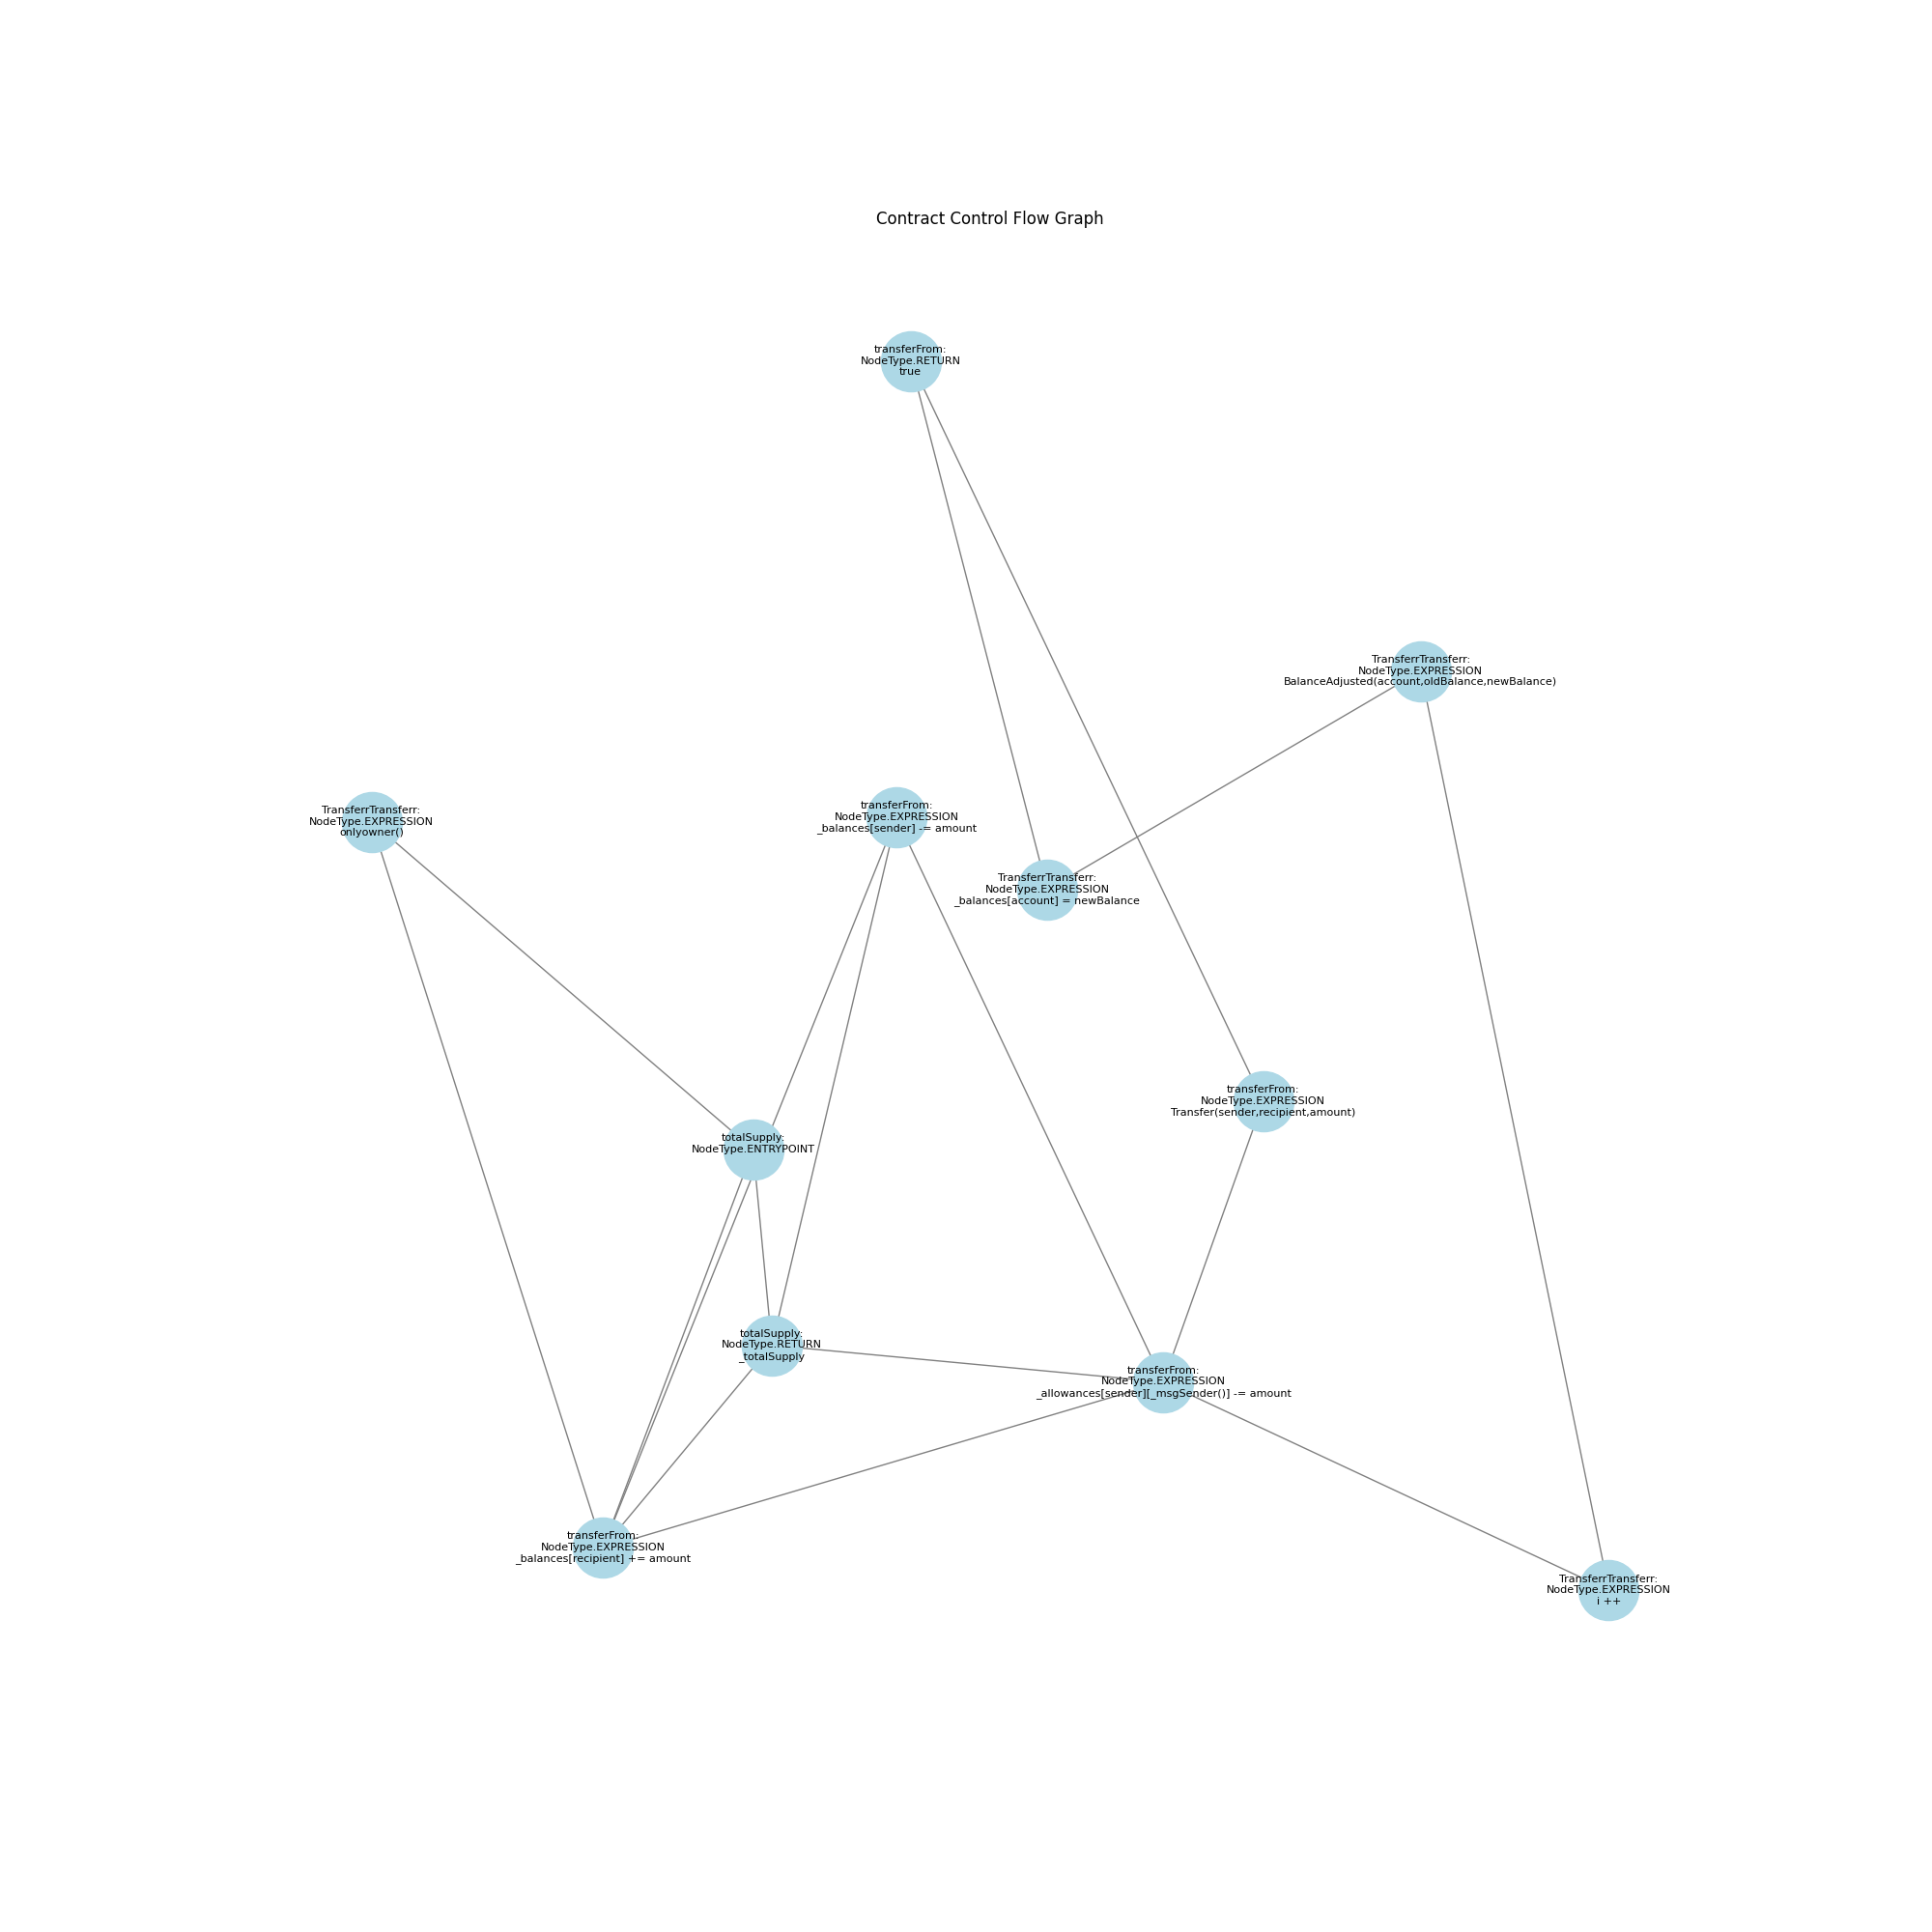 Contract Control Flow Graph
transferFrom:
NodeType.RETURN
true
TransferrTransferr:
NodeType.EXPRESSION
BalanceAdjusted(account,oldBalance,newBalance)
TransferrTransferr:
NodeType.EXPRESSION
onlyowner()
transferFrom:
NodeType.EXPRESSION
_balances[sender] -= amount
TransferrTransferr:
NodeType.EXPRESSION
_balances[account] = newBalance
transferFrom:
NodeType.EXPRESSION
Transfer(sender,recipient,amount)
totalSupply:
NodeType.ENTRYPOINT
totalSupply:
NodeType.RETURN
_totalSupply
transferFrom:
NodeType.EXPRESSION
_allowances[sender][_msgSender()] -= amount
transferFrom:
NodeType.EXPRESSION
_balances[recipient] += amount
TransferrTransferr:
NodeType.EXPRESSION
i ++